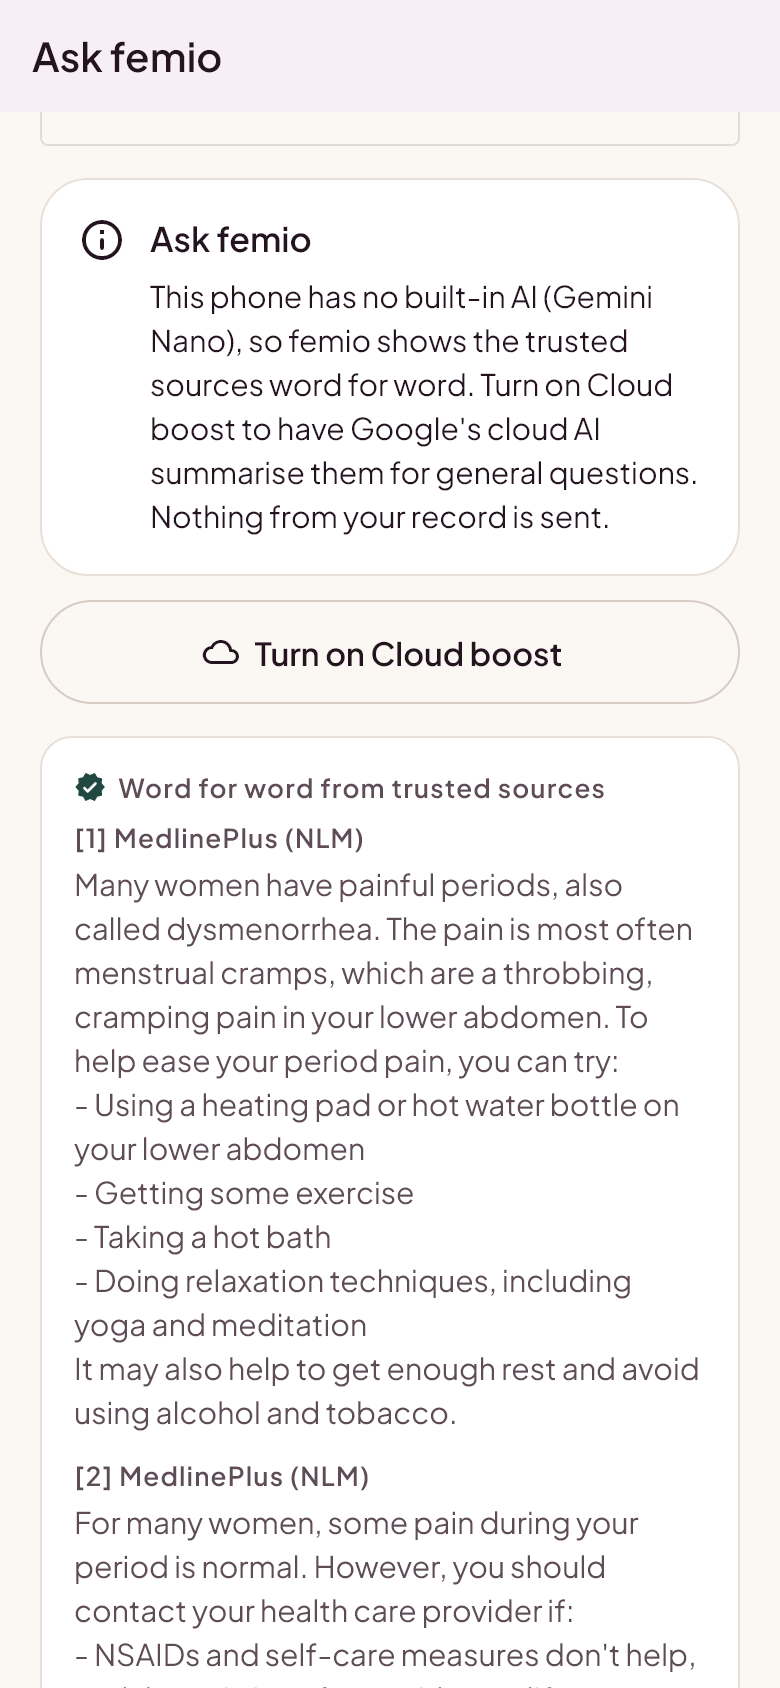 Ask femio
Ask femio
This phone has no built-in AI (Gemini
Nano), so femio shows the trusted
sources word for word. Turn on Cloud
boost to have Google's cloud AI
summarise them for general questions.
Nothing from your record is sent.
Turn on Cloud boost
Word for word from trusted sources
[1] MedlinePlus (NLM)
Many women have painful periods, also
called dysmenorrhea. The pain is most often
menstrual cramps, which are a throbbing,
cramping pain in your lower abdomen. To
help ease your period pain, you can try:
- Using a heating pad or hot water bottle on
your lower abdomen
- Getting some exercise
- Taking a hot bath
- Doing relaxation techniques, including
yoga and meditation
It may also help to get enough rest and avoid
using alcohol and tobacco.
[2] MedlinePlus (NLM)
For many women, some pain during your
period is normal. However, you should
contact your health care provider if:
- NSAIDs and self-care measures don't help,